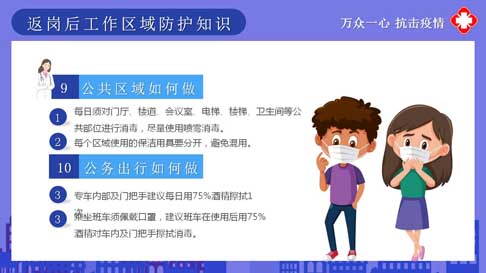 返岗后工作区域防护知识
万众一心 抗击疫情
9 公共区域如何做
1 每日须对门厅、楼道、会议室、电梯、楼梯、卫生间等公
共部位进行消毒，尽量使用喷雾消毒。
2 每个区域使用的保洁用具要分开，避免混用。
10 公务出行如何做
3 专车内部及门把手建议每日用75%酒精擦拭1
次。
3 乘坐班车须佩戴口罩，建议班车在使用后用75%
酒精对车内及门把手擦拭消毒。